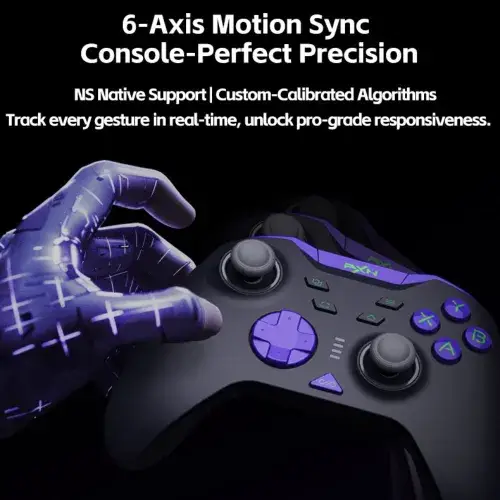 6-Axis Motion Sync
Console-Perfect Precision
NS Native Support | Custom-Calibrated Algorithms
Track every gesture in real-time, unlock pro-grade responsiveness.
PXN
Y
X
B
A